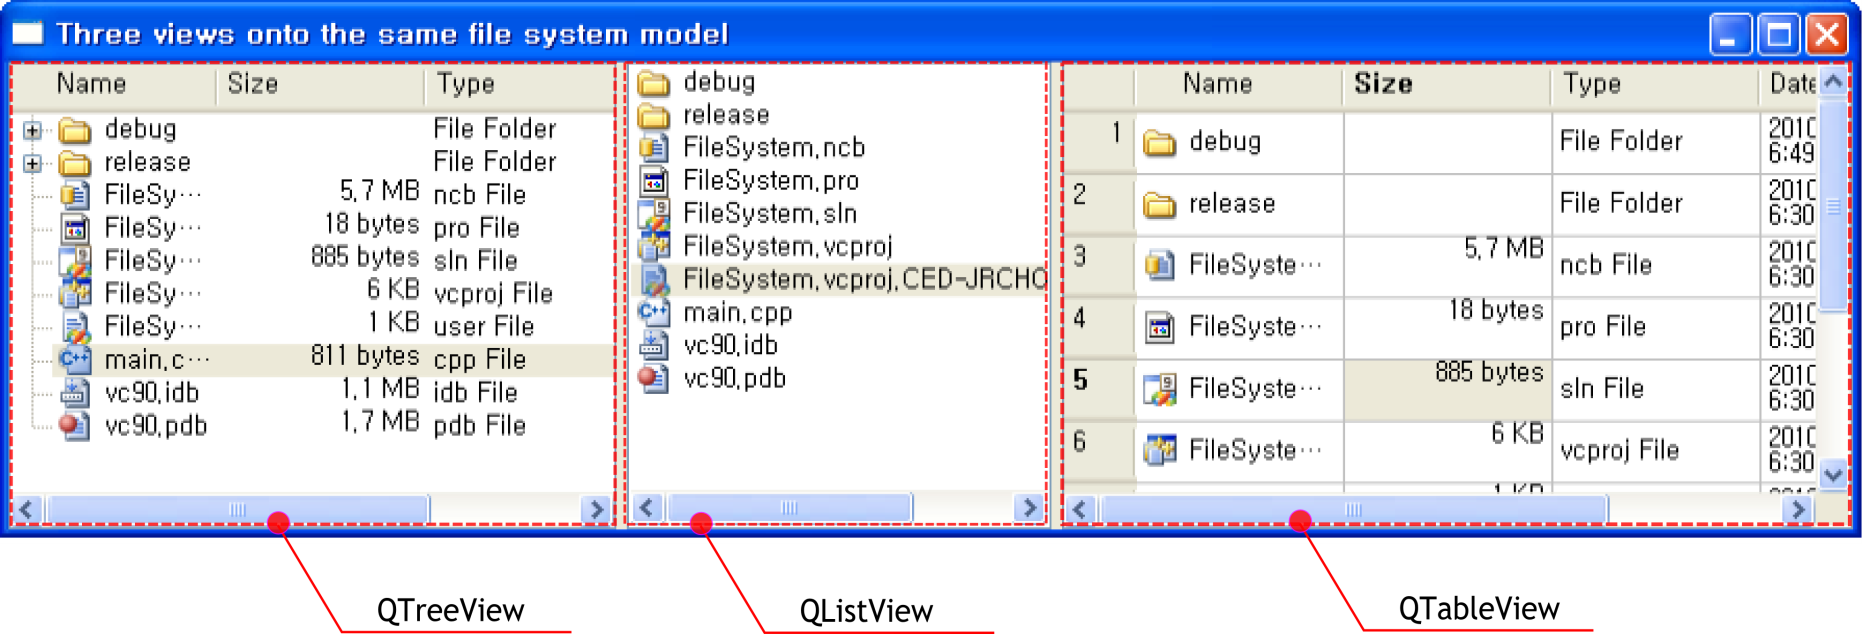 Three views onto the same file system model
Name Size Type
debug File Folder
release File Folder
FileSy··· 5,7 MB ncb File
FileSy··· 18 bytes pro File
FileSy··· 885 bytes sln File
FileSy··· 6 KB vcproj File
FileSy··· 1 KB user File
main,c··· 811 bytes cpp File
vc90,idb 1,1 MB idb File
vc90,pdb 1,7 MB pdb File
debug
release
FileSystem,ncb
FileSystem,pro
FileSystem,sln
FileSystem,vcproj
FileSystem,vcproj,CED-JRCHO
main,cpp
vc90,idb
vc90,pdb
Name Size Type Date
1 debug File Folder 2010 6:49
2 release File Folder 2010 6:30
3 FileSyste··· 5,7 MB ncb File 2010 6:30
4 FileSyste··· 18 bytes pro File 2010 6:30
5 FileSyste··· 885 bytes sln File 2010 6:30
6 FileSyste··· 6 KB vcproj File 2010 6:30
QTreeView
QListView
QTableView